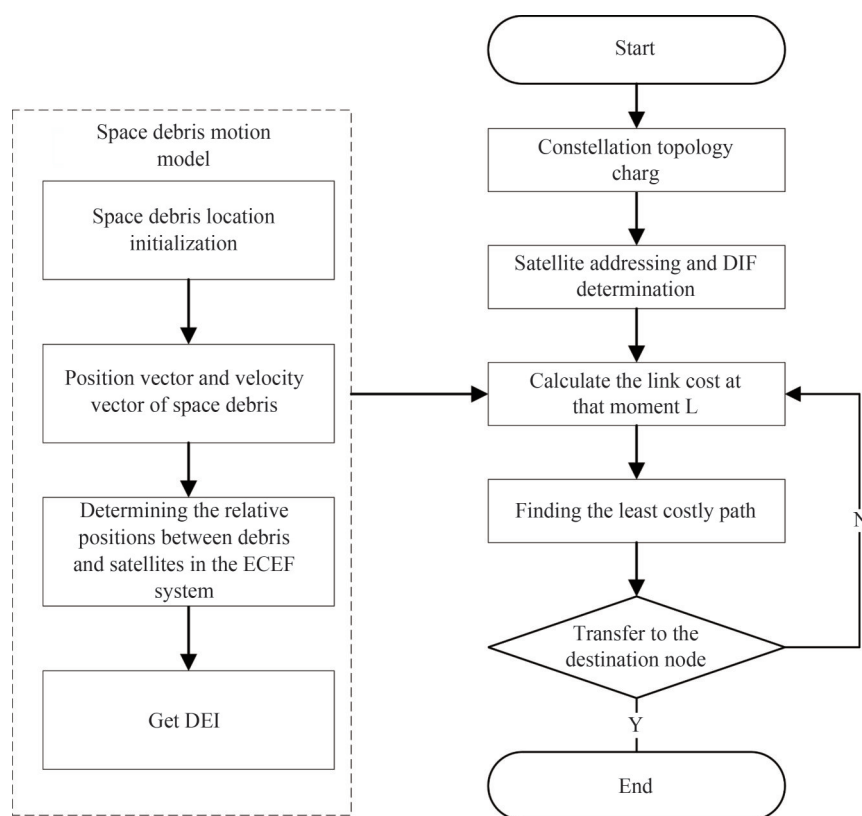 Space debris motion
model
Space debris location
initialization
Position vector and velocity
vector of space debris
Determining the relative
positions between debris
and satellites in the ECEF
system
Get DEI
Start
Constellation topology
charg
Satellite addressing and DIF
determination
Calculate the link cost at
that moment L
Finding the least costly path
Transfer to the
destination node
N
Y
End